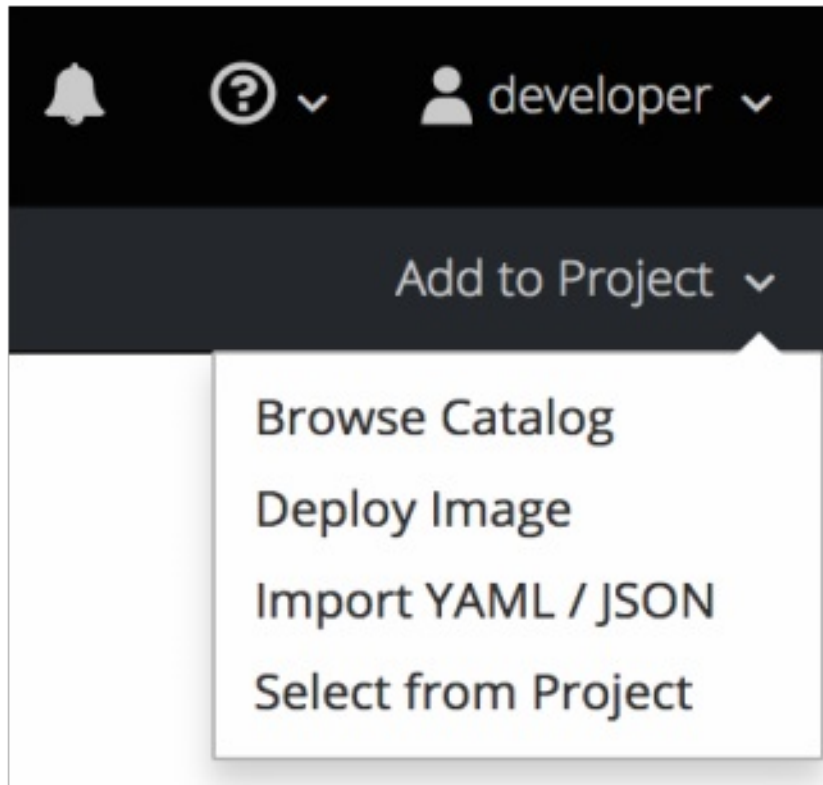 developer
Add to Project
Browse Catalog
Deploy Image
Import YAML / JSON
Select from Project